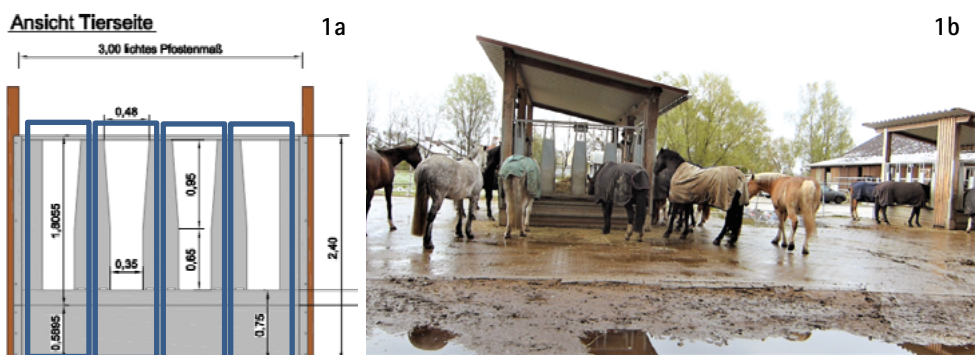 Ansicht Tierseite
1a
1b
3,00 lichtes Pfostenmaß
0,48
0,95
1,8055
2,40
0,65
0,35
0,5895
0,75